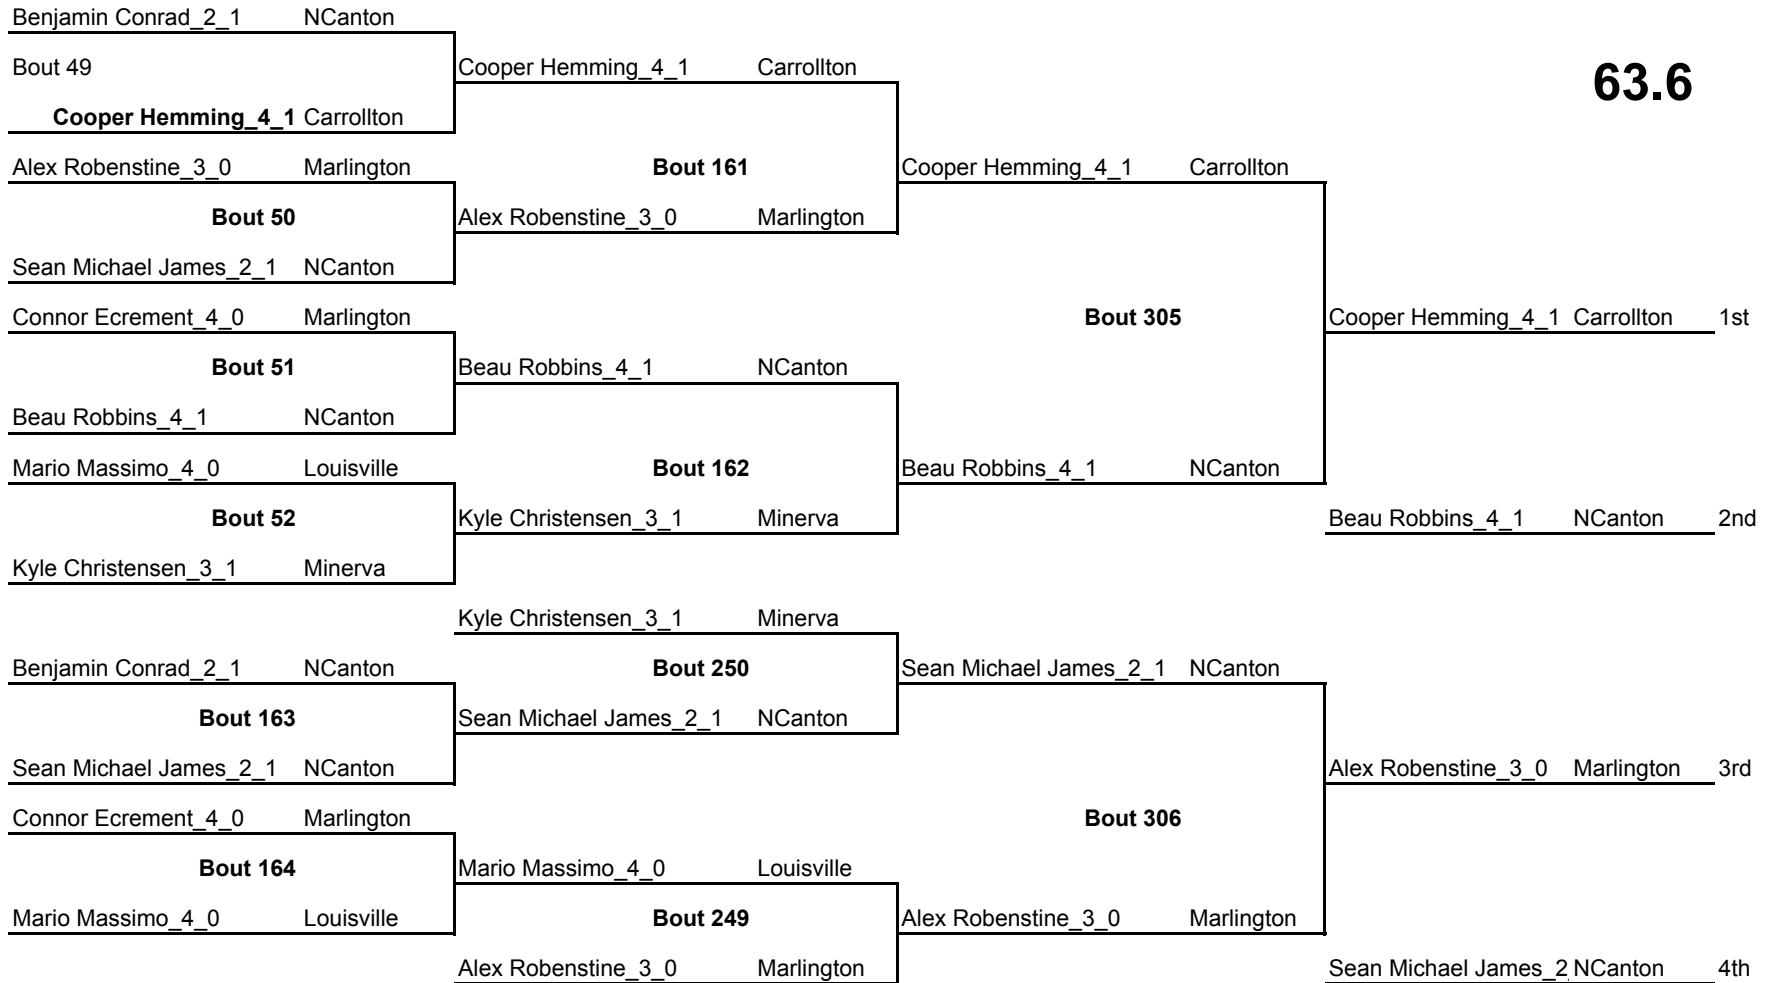 Benjamin Conrad_2_1 NCanton
Bout 49 Cooper Hemming_4_1 Carrollton 63.6
Cooper Hemming_4_1 Carrollton
Alex Robenstine_3_0 Marlington Bout 161 Cooper Hemming_4_1 Carrollton
Bout 50 Alex Robenstine_3_0 Marlington
Sean Michael James_2_1 NCanton
Connor Ecrement_4_0 Marlington Bout 305 Cooper Hemming_4_1 Carrollton 1st
Bout 51 Beau Robbins_4_1 NCanton
Beau Robbins_4_1 NCanton
Mario Massimo_4_0 Louisville Bout 162 Beau Robbins_4_1 NCanton
Bout 52 Kyle Christensen_3_1 Minerva Beau Robbins_4_1 NCanton 2nd
Kyle Christensen_3_1 Minerva
Kyle Christensen_3_1 Minerva
Benjamin Conrad_2_1 NCanton Bout 250 Sean Michael James_2_1 NCanton
Bout 163 Sean Michael James_2_1 NCanton
Sean Michael James_2_1 NCanton Alex Robenstine_3_0 Marlington 3rd
Connor Ecrement_4_0 Marlington Bout 306
Bout 164 Mario Massimo_4_0 Louisville
Mario Massimo_4_0 Louisville Bout 249 Alex Robenstine_3_0 Marlington
Alex Robenstine_3_0 Marlington Sean Michael James_2 NCanton 4th